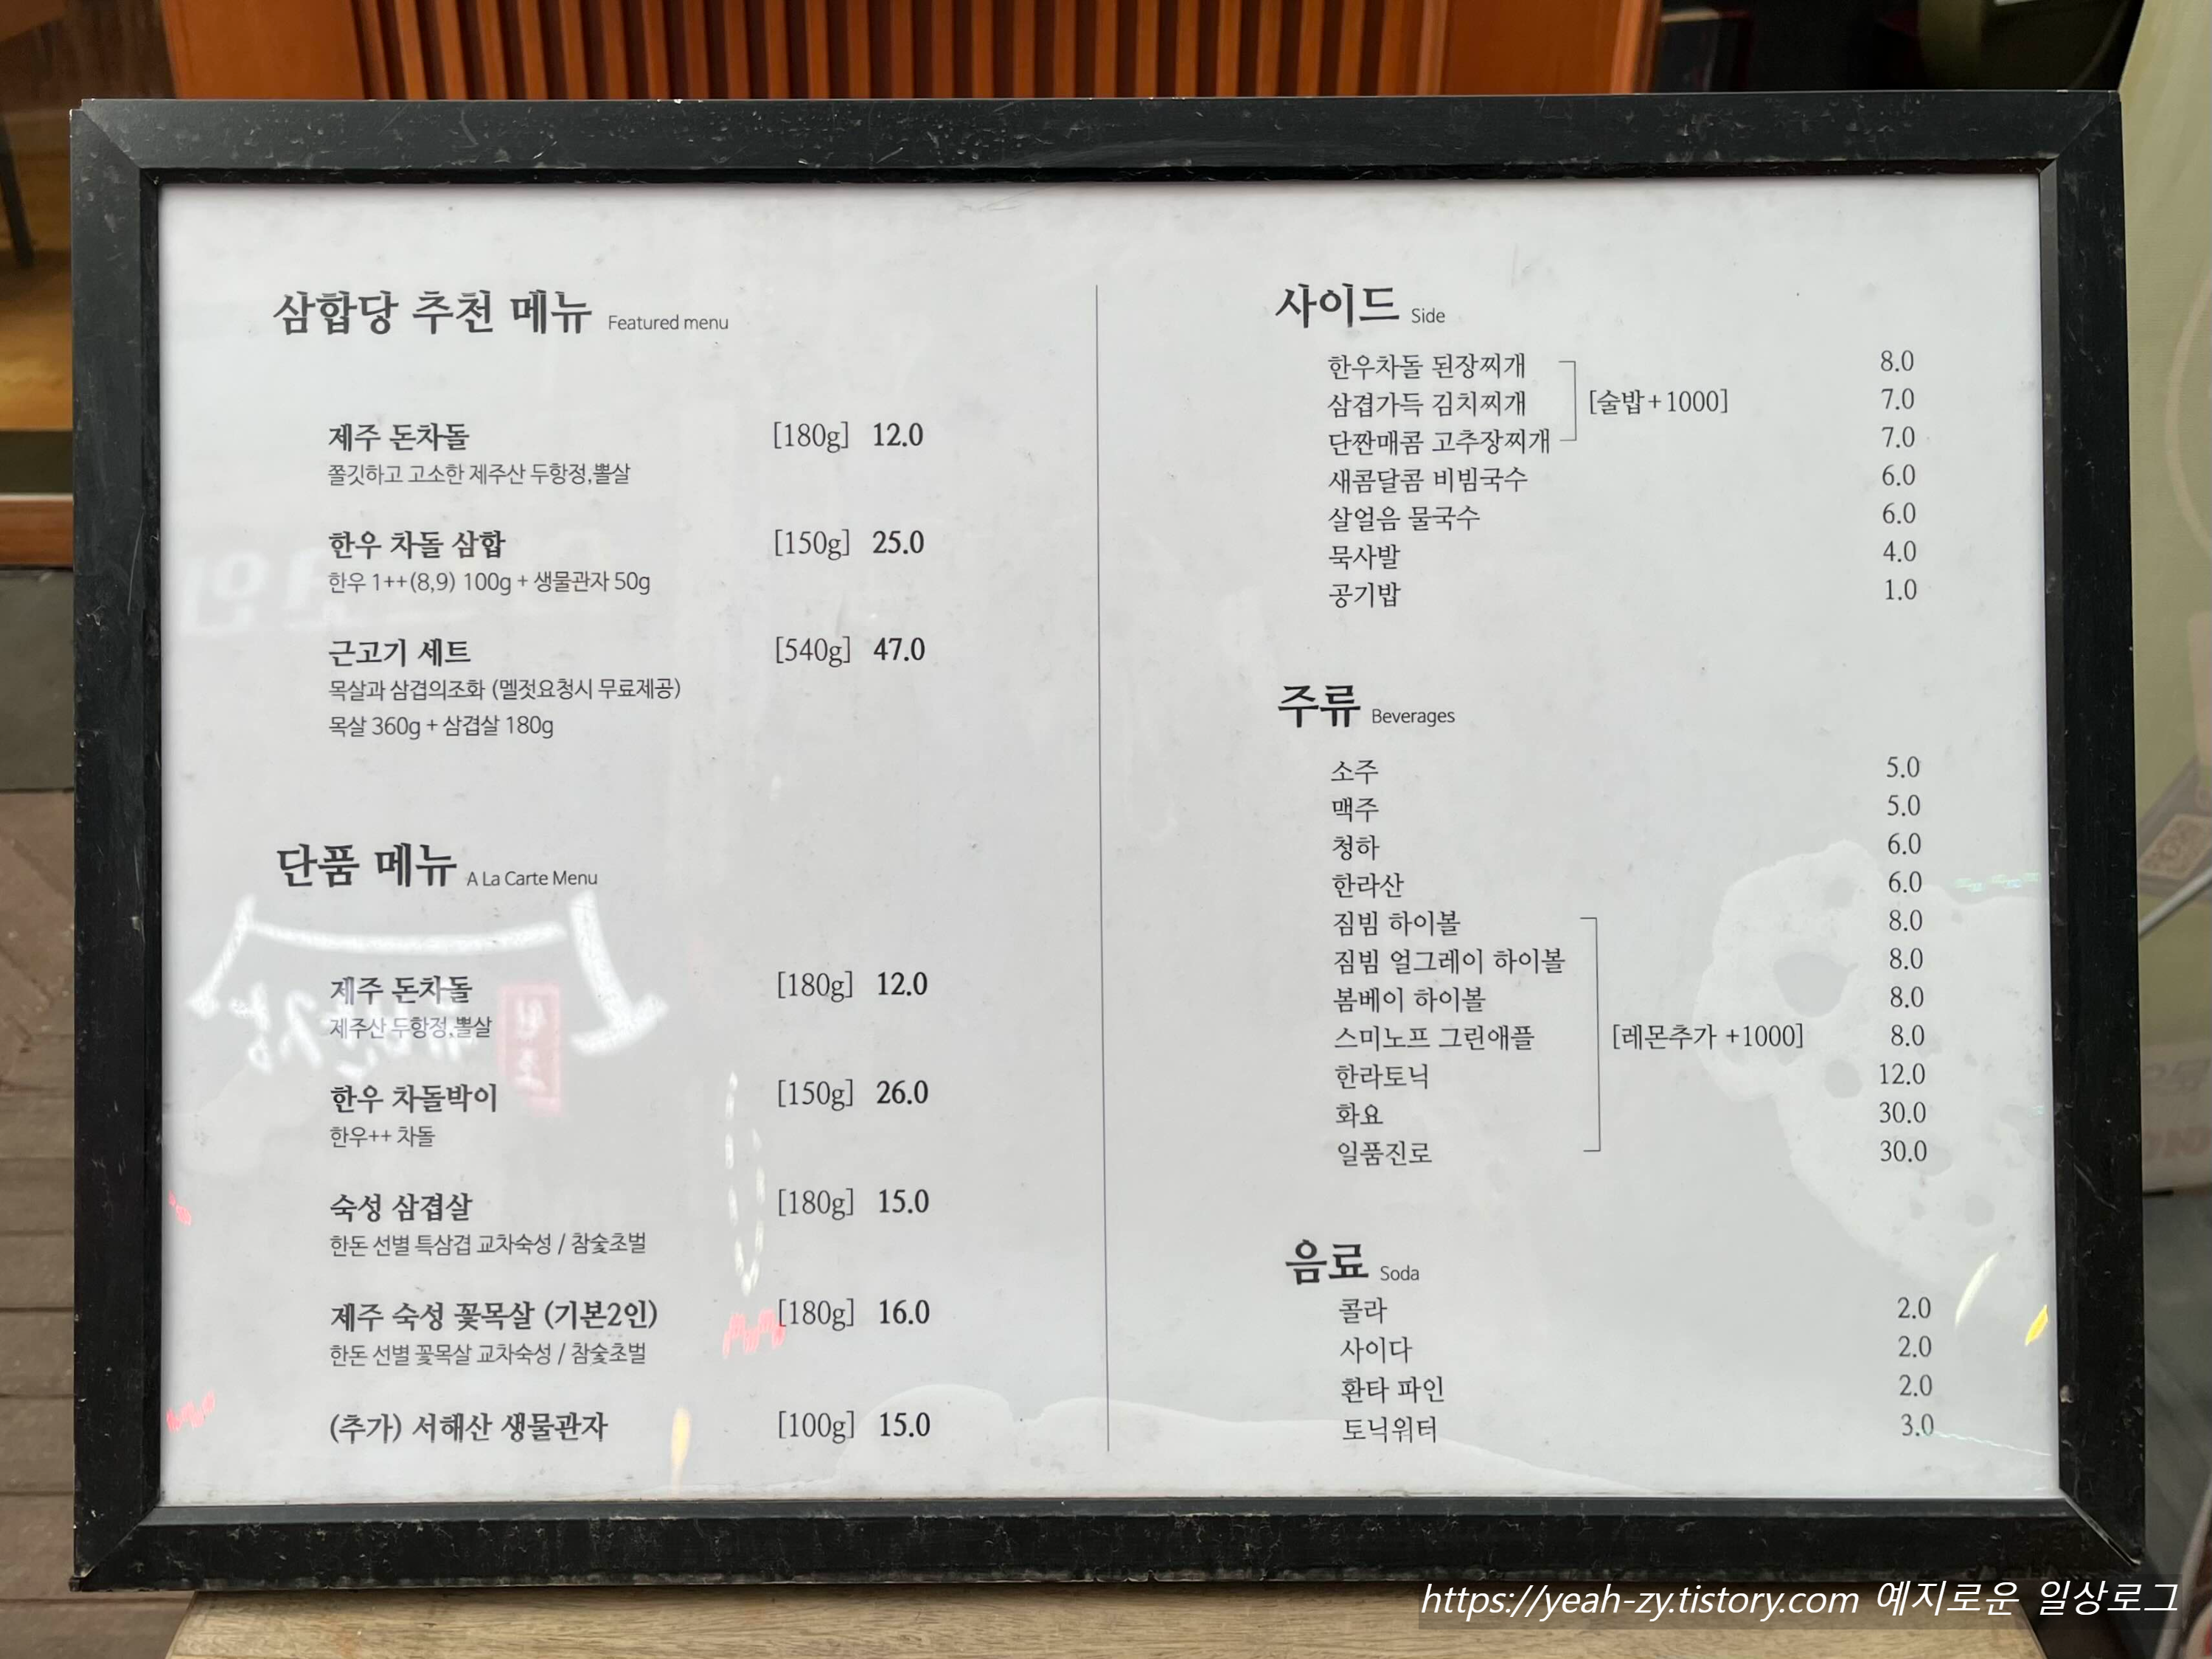 삼합당 추천 메뉴 Featured menu
제주 돈차돌 [180g] 12.0
쫄깃하고 고소한 제주산 두항정,뽈살
한우 차돌 삼합 [150g] 25.0
한우 1++(8,9) 100g + 생물관자 50g
근고기 세트 [540g] 47.0
목살과 삼겹의조화 (멜젓요청시 무료제공)
목살 360g + 삼겹살 180g
단품 메뉴 A La Carte Menu
제주 돈차돌 [180g] 12.0
제주산 두항정,뽈살
한우 차돌박이 [150g] 26.0
한우++ 차돌
숙성 삼겹살 [180g] 15.0
한돈 선별 특삼겹 교차숙성 / 참숯초벌
제주 숙성 꽃목살 (기본2인) [180g] 16.0
한돈 선별 꽃목살 교차숙성 / 참숯초벌
(추가) 서해산 생물관자 [100g] 15.0
사이드 Side
한우차돌 된장찌개 8.0
삼겹가득 김치찌개 [술밥+1000] 7.0
단짠매콤 고추장찌개 7.0
새콤달콤 비빔국수 6.0
살얼음 물국수 6.0
묵사발 4.0
공기밥 1.0
주류 Beverages
소주 5.0
맥주 5.0
청하 6.0
한라산 6.0
짐빔 하이볼 8.0
짐빔 얼그레이 하이볼 8.0
봄베이 하이볼 8.0
스미노프 그린애플 [레몬추가 +1000] 8.0
한라토닉 12.0
화요 30.0
일품진로 30.0
음료 Soda
콜라 2.0
사이다 2.0
환타 파인 2.0
토닉워터 3.0
https://yeah-zy.tistory.com 예지로운 일상로그